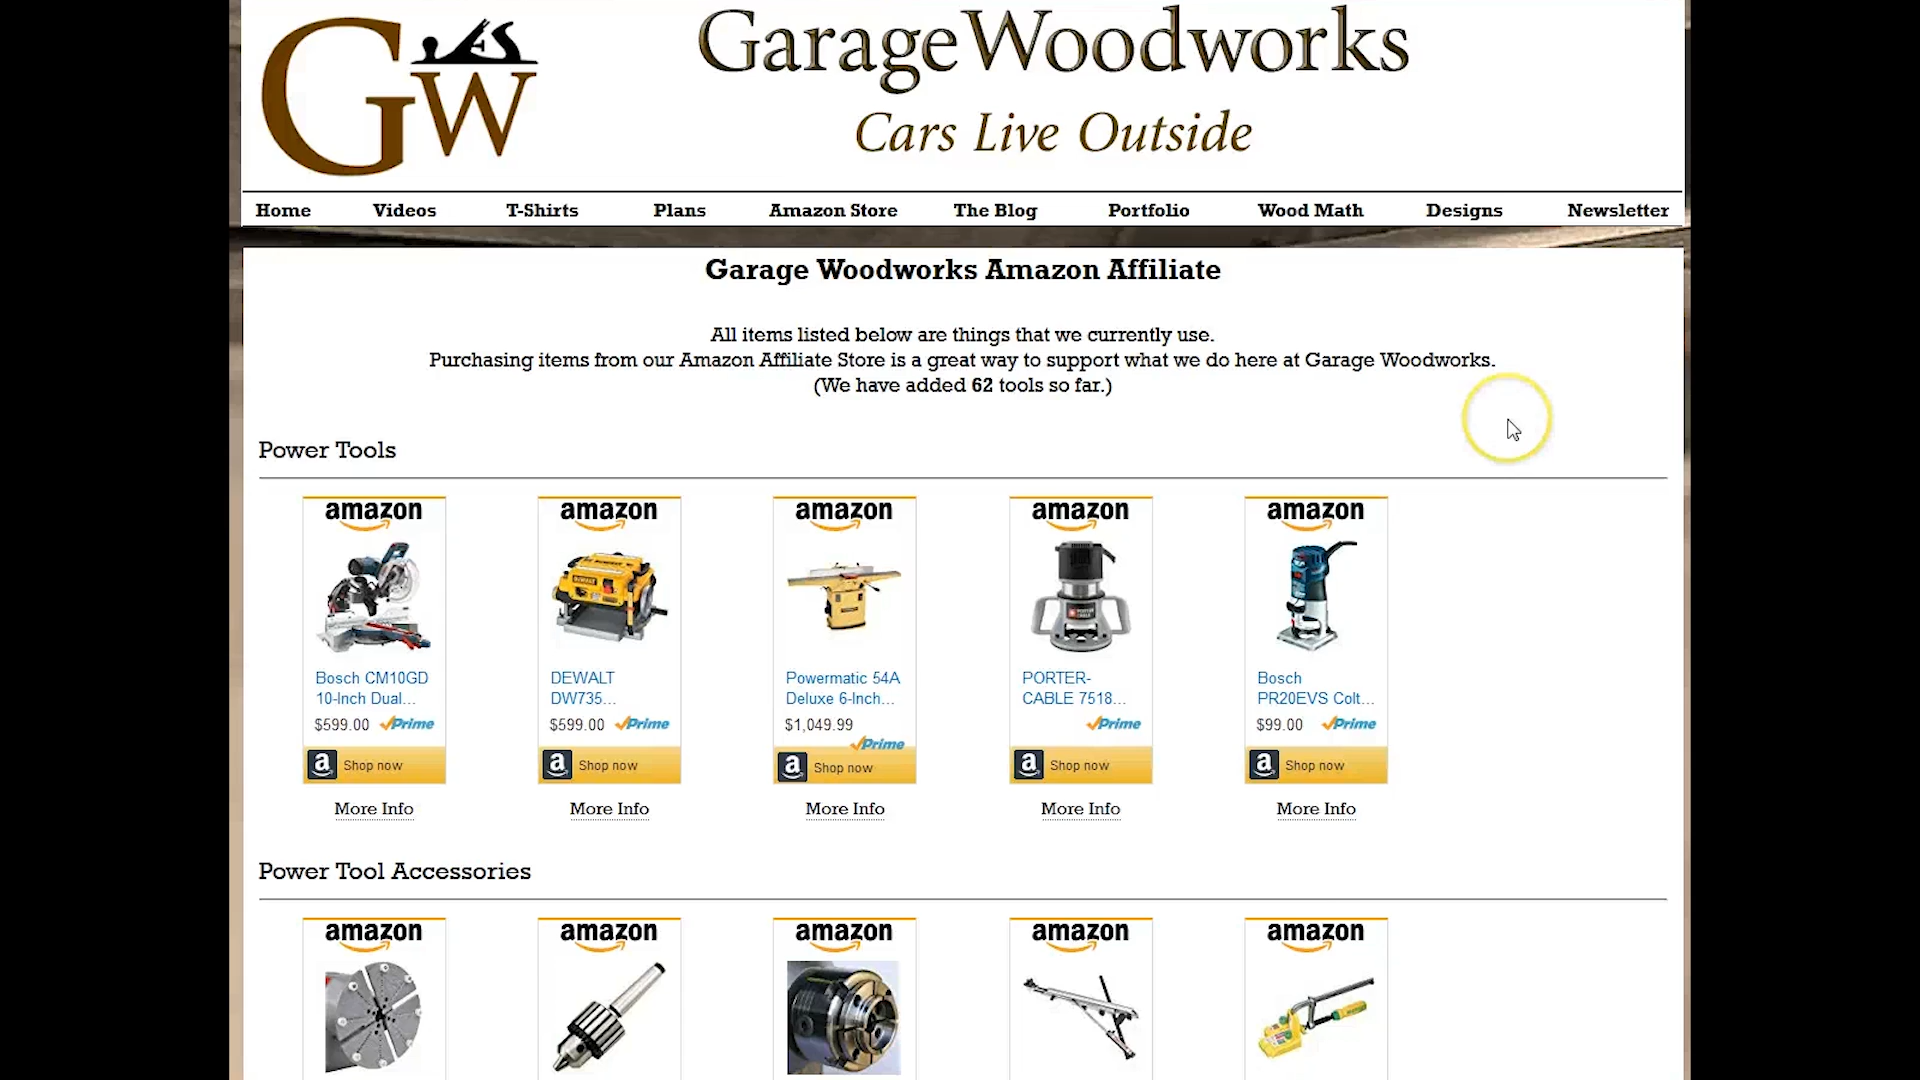 GW
GarageWoodworks
Cars Live Outside
Home Videos T-Shirts Plans Amazon Store The Blog Portfolio Wood Math Designs Newsletter
Garage Woodworks Amazon Affiliate
All items listed below are things that we currently use.
Purchasing items from our Amazon Affiliate Store is a great way to support what we do here at Garage Woodworks.
(We have added 62 tools so far.)
Power Tools
amazon amazon amazon amazon amazon
Bosch CM10GD DEWALT Powermatic 54A PORTER- Bosch
10-Inch Dual... DW735... Deluxe 6-Inch... CABLE 7518... PR20EVS Colt...
$599.00 Prime $599.00 Prime $1,049.99 Prime Prime $99.00 Prime
a Shop now a Shop now a Shop now a Shop now a Shop now
More Info More Info More Info More Info More Info
Power Tool Accessories
amazon amazon amazon amazon amazon